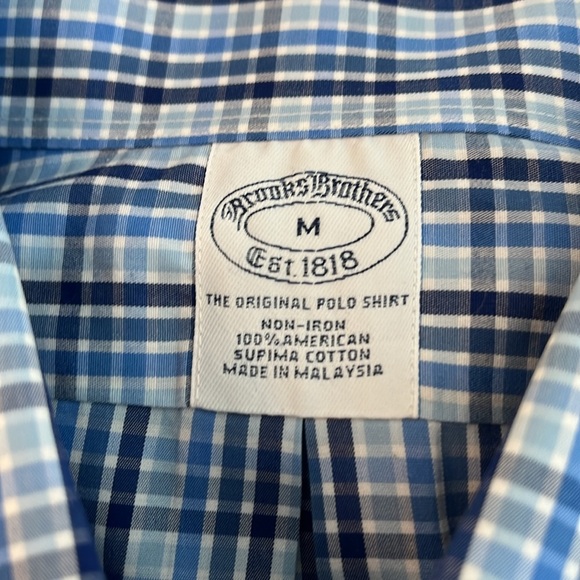 Brooks Brothers
M
Est. 1818
THE ORIGINAL POLO SHIRT
NON-IRON
100% AMERICAN
SUPIMA COTTON
MADE IN MALAYSIA